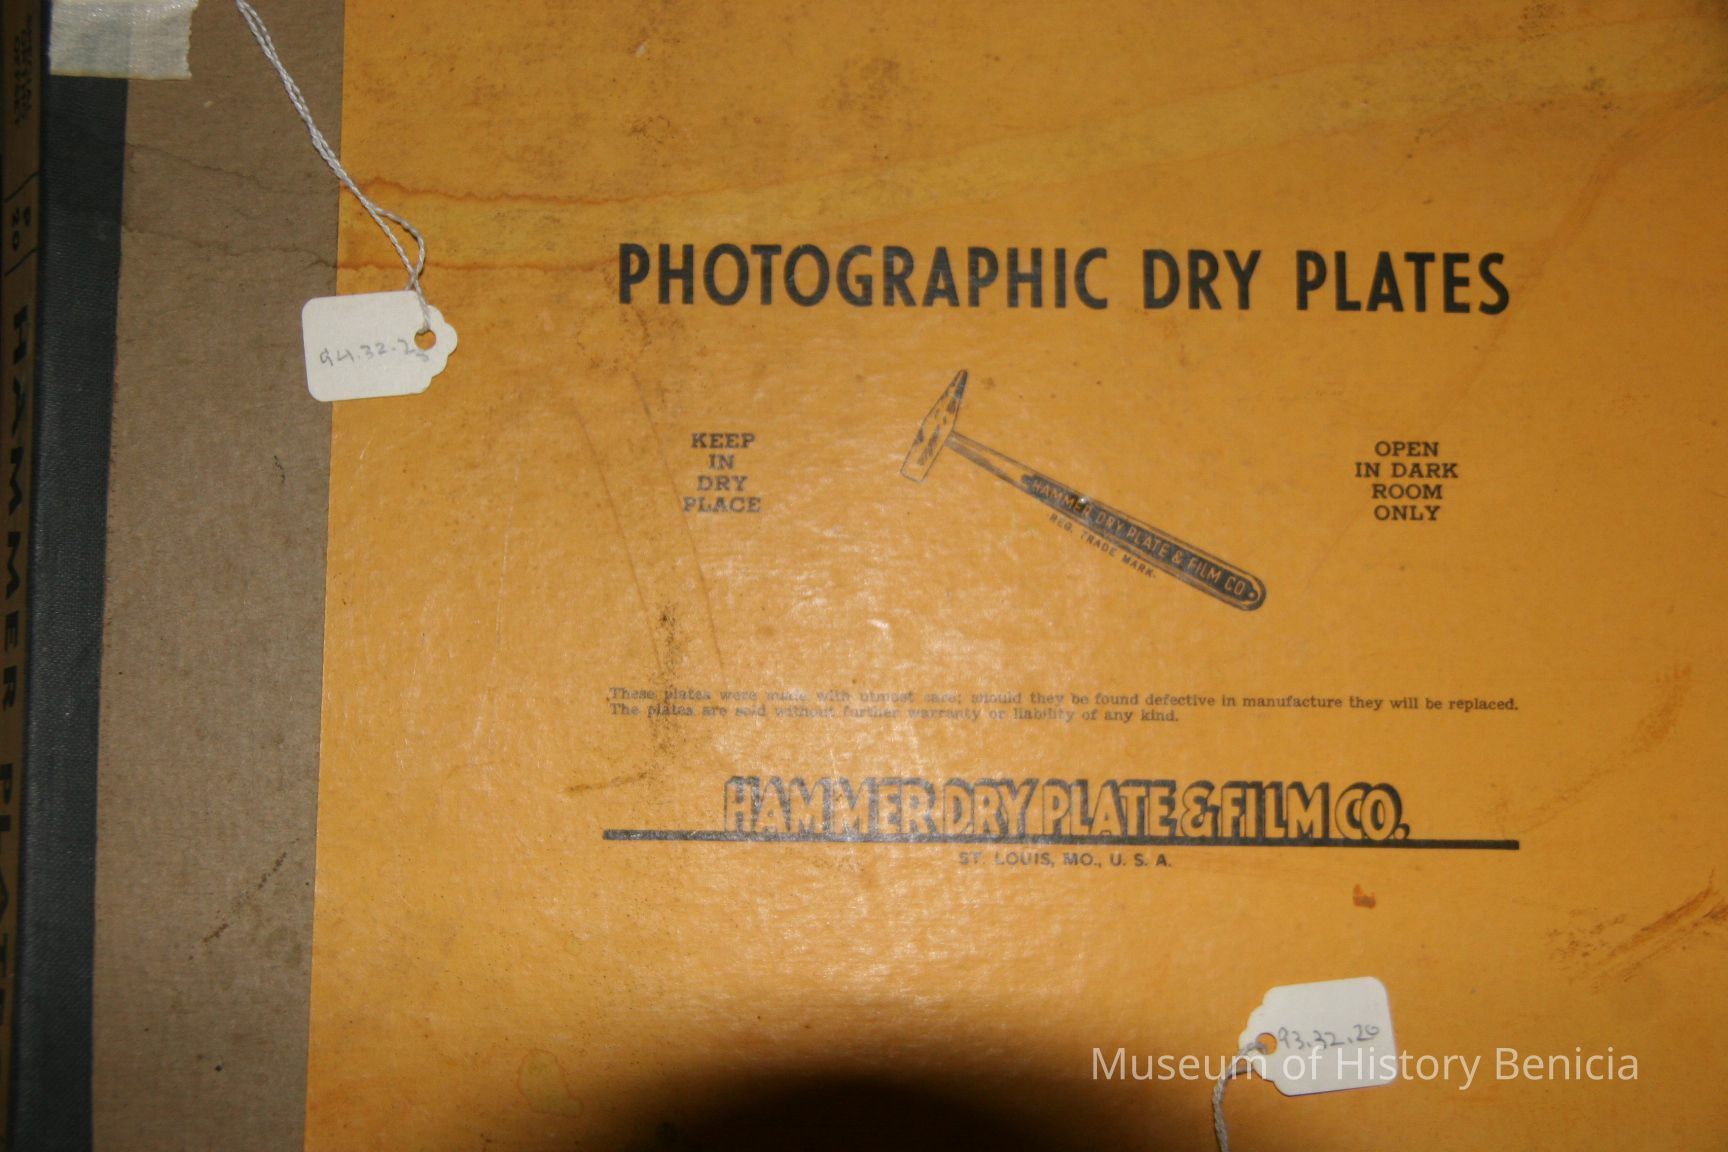 PHOTOGRAPHIC DRY PLATES
94.32.23
KEEP
IN
DRY
PLACE
OPEN
IN DARK
ROOM
ONLY
HAMMER DRY PLATE & FILM CO.
REG. TRADE MARK.
These plates were made with utmost care; should they be found defective in manufacture they will be replaced.
The plates are sold without further warranty or liability of any kind.
HAMMER DRY PLATE & FILM CO.
ST. LOUIS, MO., U. S. A.
93.32.20
Museum of History Benicia
HAMMER PLATE